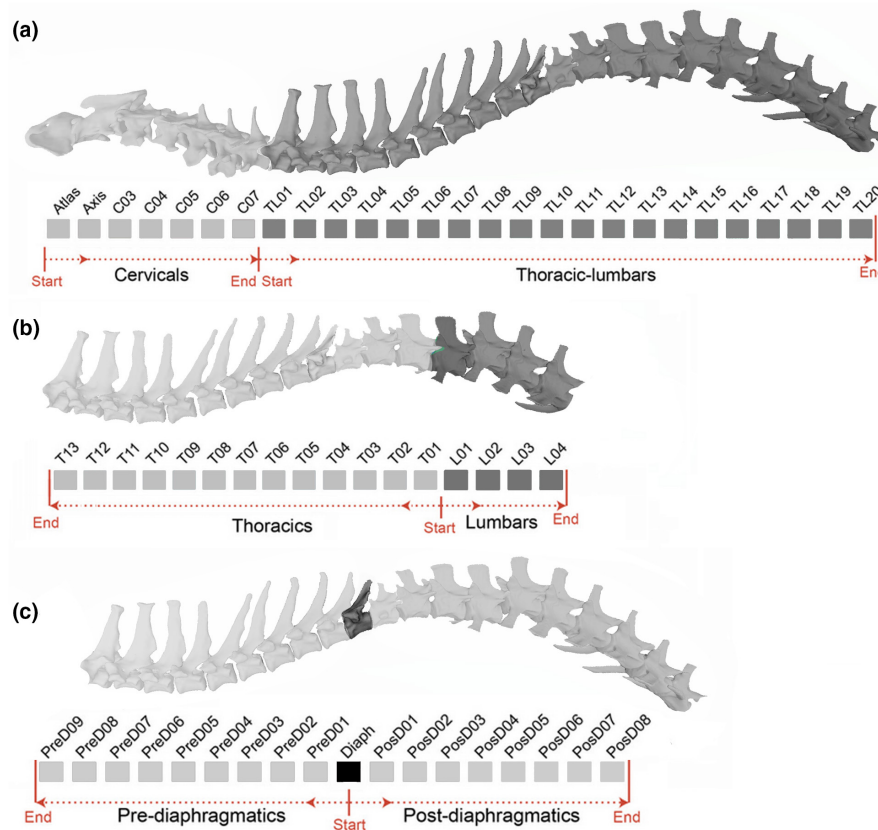 (a)
Atlas Axis C03 C04 C05 C06 C07 TL01 TL02 TL03 TL04 TL05 TL06 TL07 TL08 TL09 TL10 TL11 TL12 TL13 TL14 TL15 TL16 TL17 TL18 TL19 TL20
Start Cervicals End Start Thoracic-lumbars En
(b)
T13 T12 T11 T10 T09 T08 T07 T06 T05 T04 T03 T02 T01 L01 L02 L03 L04
End Thoracics Start Lumbars End
(c)
PreD09 PreD08 PreD07 PreD06 PreD05 PreD04 PreD03 PreD02 PreD01 Diaph PosD01 PosD02 PosD03 PosD04 PosD05 PosD06 PosD07 PosD08
End Pre-diaphragmatics Start Post-diaphragmatics End